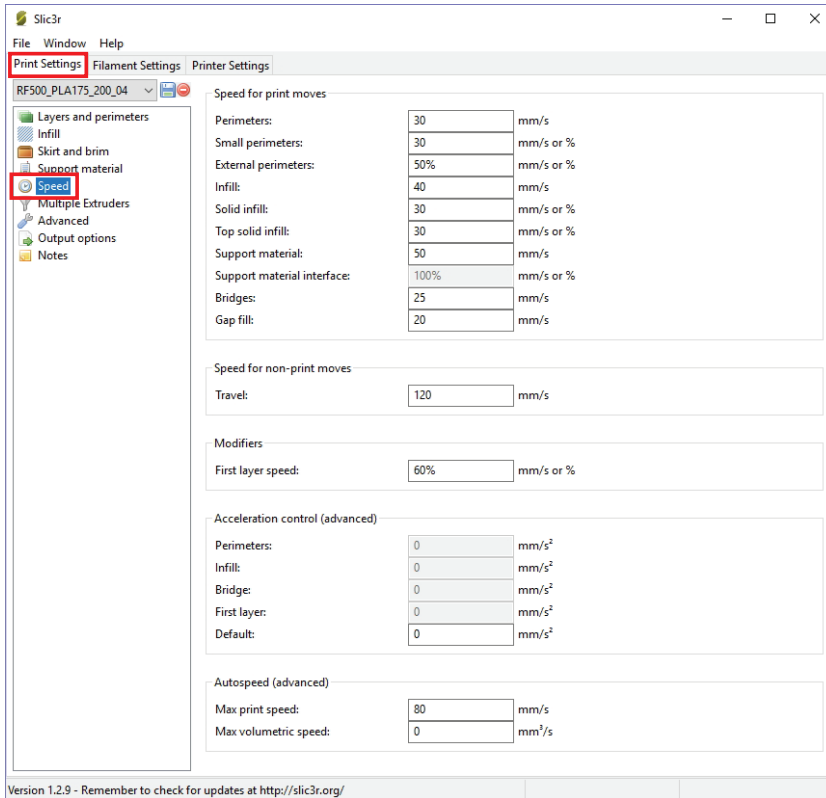 Slic3r
File Window Help
Print Settings Filament Settings Printer Settings
RF500_PLA175_200_04
Layers and perimeters
Infill
Skirt and brim
Support material
Speed
Multiple Extruders
Advanced
Output options
Notes
Speed for print moves
Perimeters: 30 mm/s
Small perimeters: 30 mm/s or %
External perimeters: 50% mm/s or %
Infill: 40 mm/s
Solid infill: 30 mm/s or %
Top solid infill: 30 mm/s or %
Support material: 50 mm/s
Support material interface: 100% mm/s or %
Bridges: 25 mm/s
Gap fill: 20 mm/s
Speed for non-print moves
Travel: 120 mm/s
Modifiers
First layer speed: 60% mm/s or %
Acceleration control (advanced)
Perimeters: 0 mm/s²
Infill: 0 mm/s²
Bridge: 0 mm/s²
First layer: 0 mm/s²
Default: 0 mm/s²
Autospeed (advanced)
Max print speed: 80 mm/s
Max volumetric speed: 0 mm³/s
Version 1.2.9 - Remember to check for updates at http://slic3r.org/